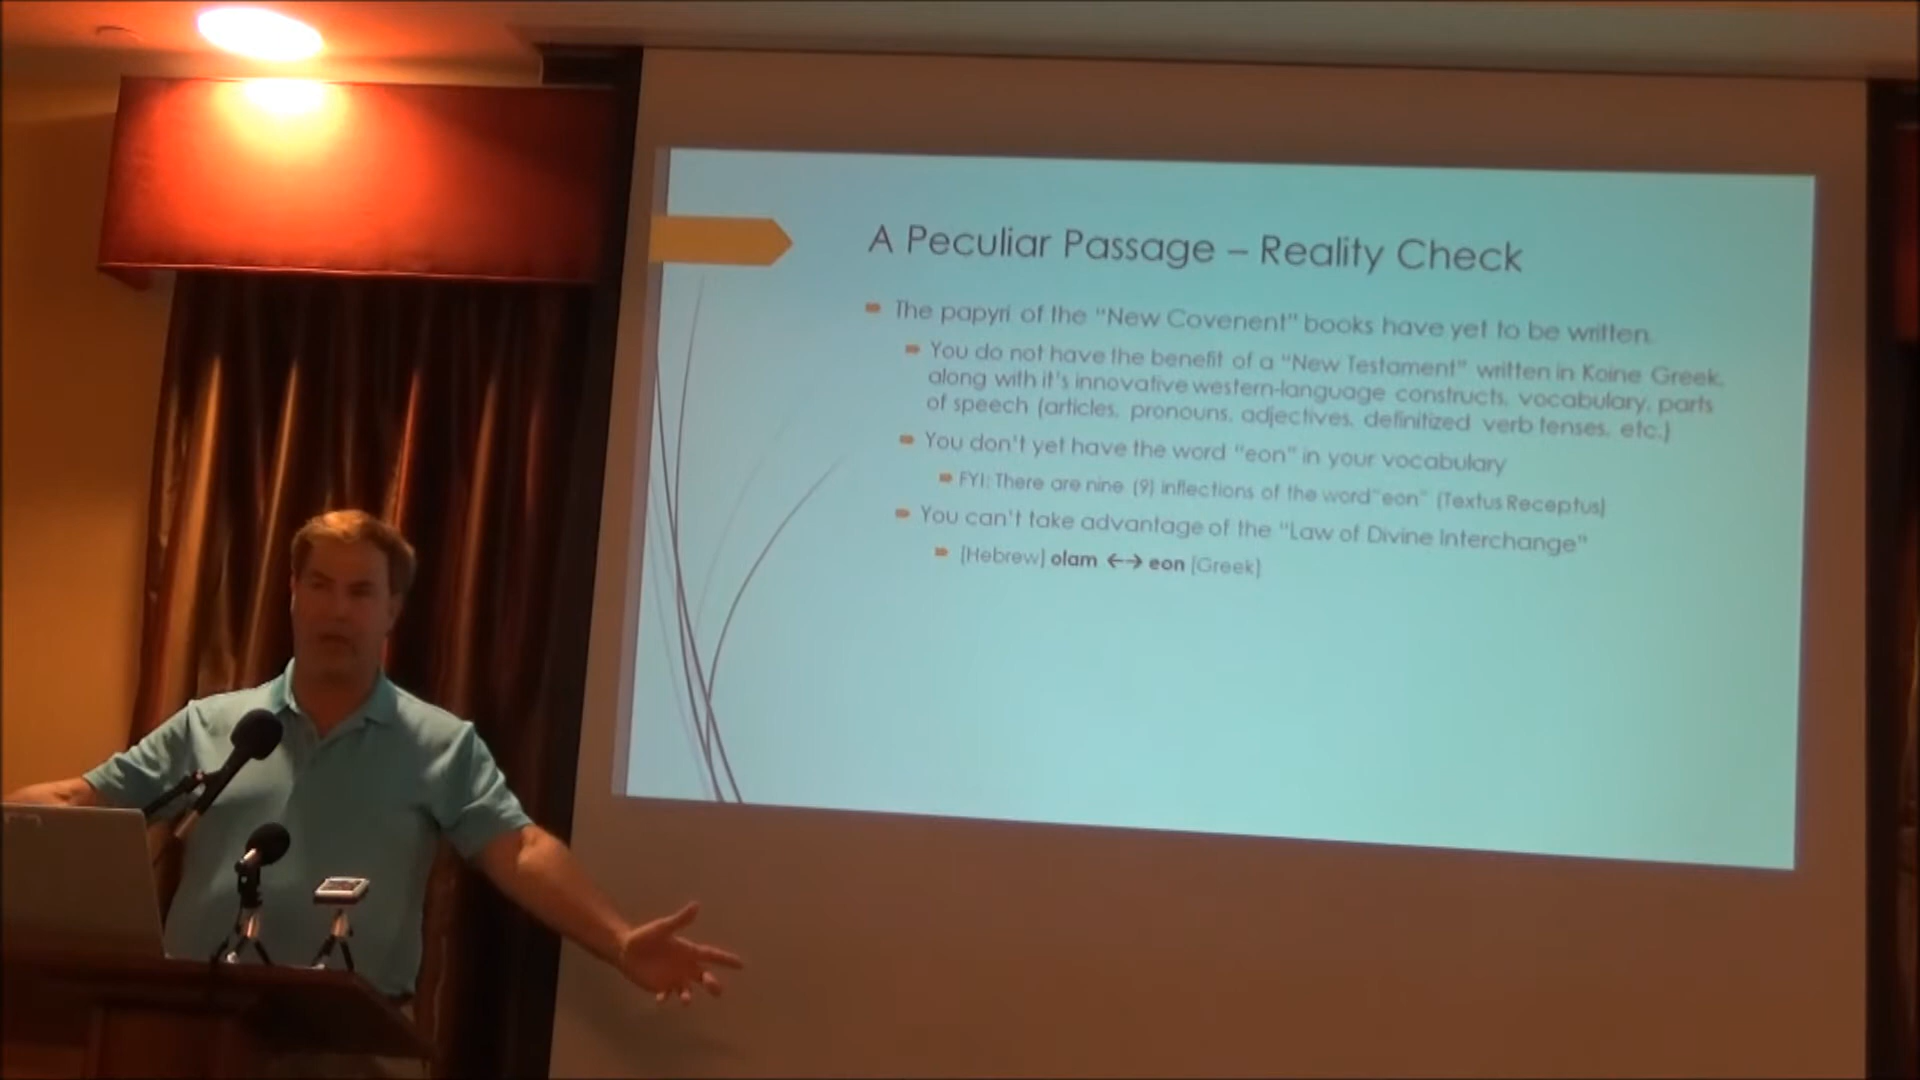 A Peculiar Passage – Reality Check
The papyri of the "New Covenent" books have yet to be written.
You do not have the benefit of a "New Testament" written in Koine Greek,
along with it's innovative western-language constructs, vocabulary, parts
of speech (articles, pronouns, adjectives, definitized verb tenses, etc.)
You don't yet have the word "eon" in your vocabulary
FYI: There are nine (9) inflections of the word"eon" (Textus Receptus)
You can't take advantage of the "Law of Divine Interchange"
[Hebrew] olam ←→ eon [Greek]